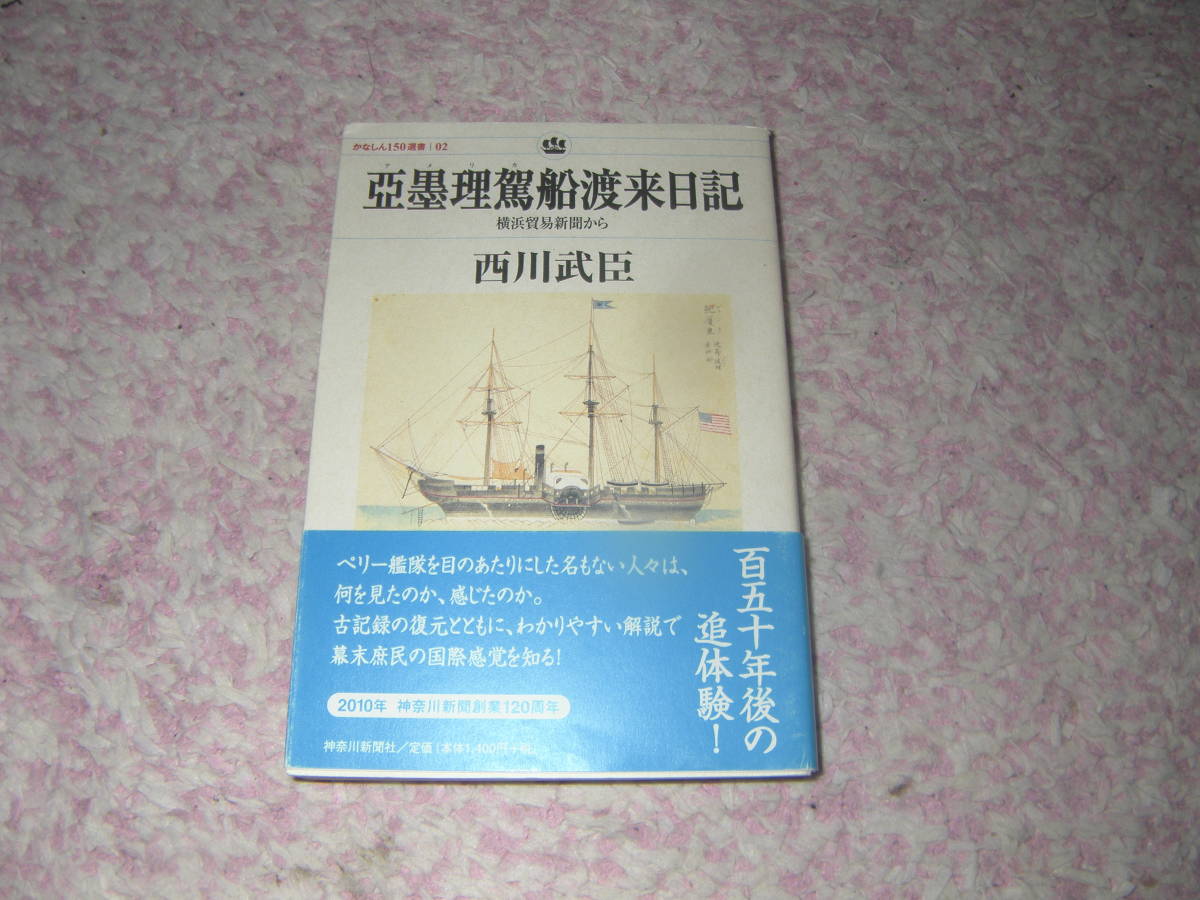 かなしん150選書 | 02
アメリカ
亞墨理駕船渡来日記
横浜貿易新聞から
西川武臣
百五十年後の
追体験!
ペリー艦隊を目のあたりにした名もない人々は、
何を見たのか、感じたのか。
古記録の復元とともに、わかりやすい解説で
幕末庶民の国際感覚を知る!
2010年 神奈川新聞創業120周年
神奈川新聞社/定価(本体1,400円+税)